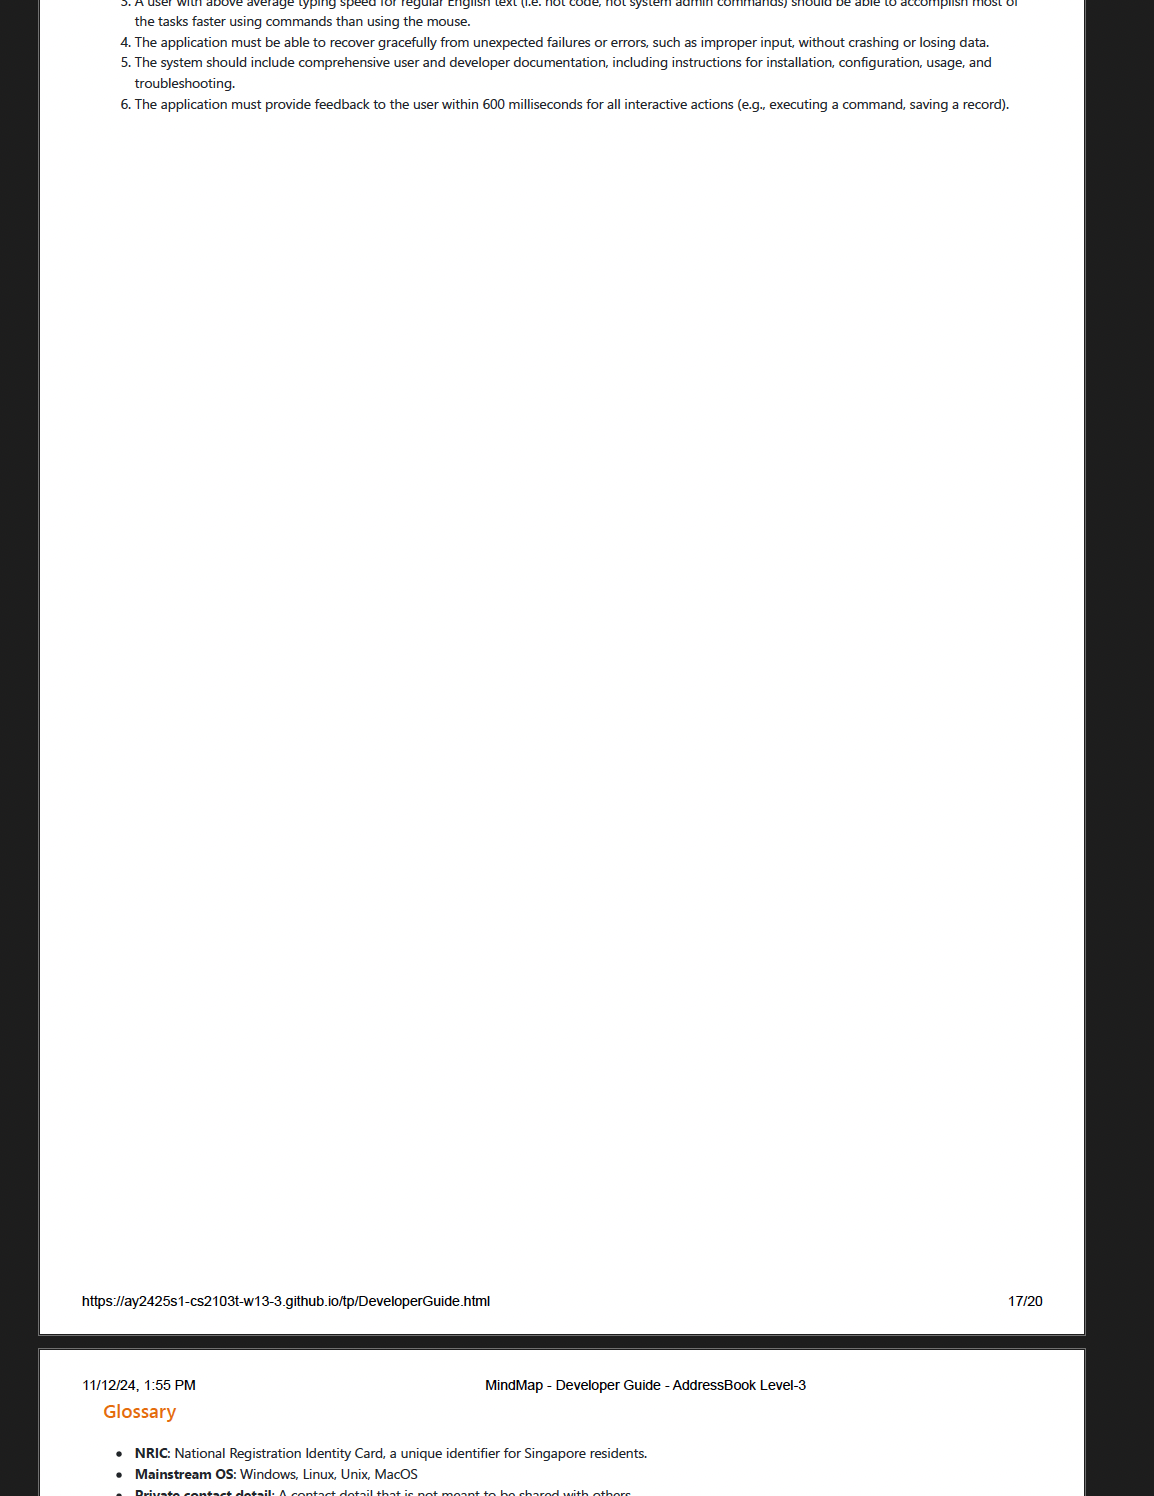 3. A user with above average typing speed for regular English text (i.e. not code, not system admin commands) should be able to accomplish most of
the tasks faster using commands than using the mouse.
4. The application must be able to recover gracefully from unexpected failures or errors, such as improper input, without crashing or losing data.
5. The system should include comprehensive user and developer documentation, including instructions for installation, configuration, usage, and
troubleshooting.
6. The application must provide feedback to the user within 600 milliseconds for all interactive actions (e.g., executing a command, saving a record).
https://ay2425s1-cs2103t-w13-3.github.io/tp/DeveloperGuide.html 17/20
11/12/24, 1:55 PM MindMap - Developer Guide - AddressBook Level-3
Glossary
• NRIC: National Registration Identity Card, a unique identifier for Singapore residents.
• Mainstream OS: Windows, Linux, Unix, MacOS
• Private contact detail: A contact detail that is not meant to be shared with others